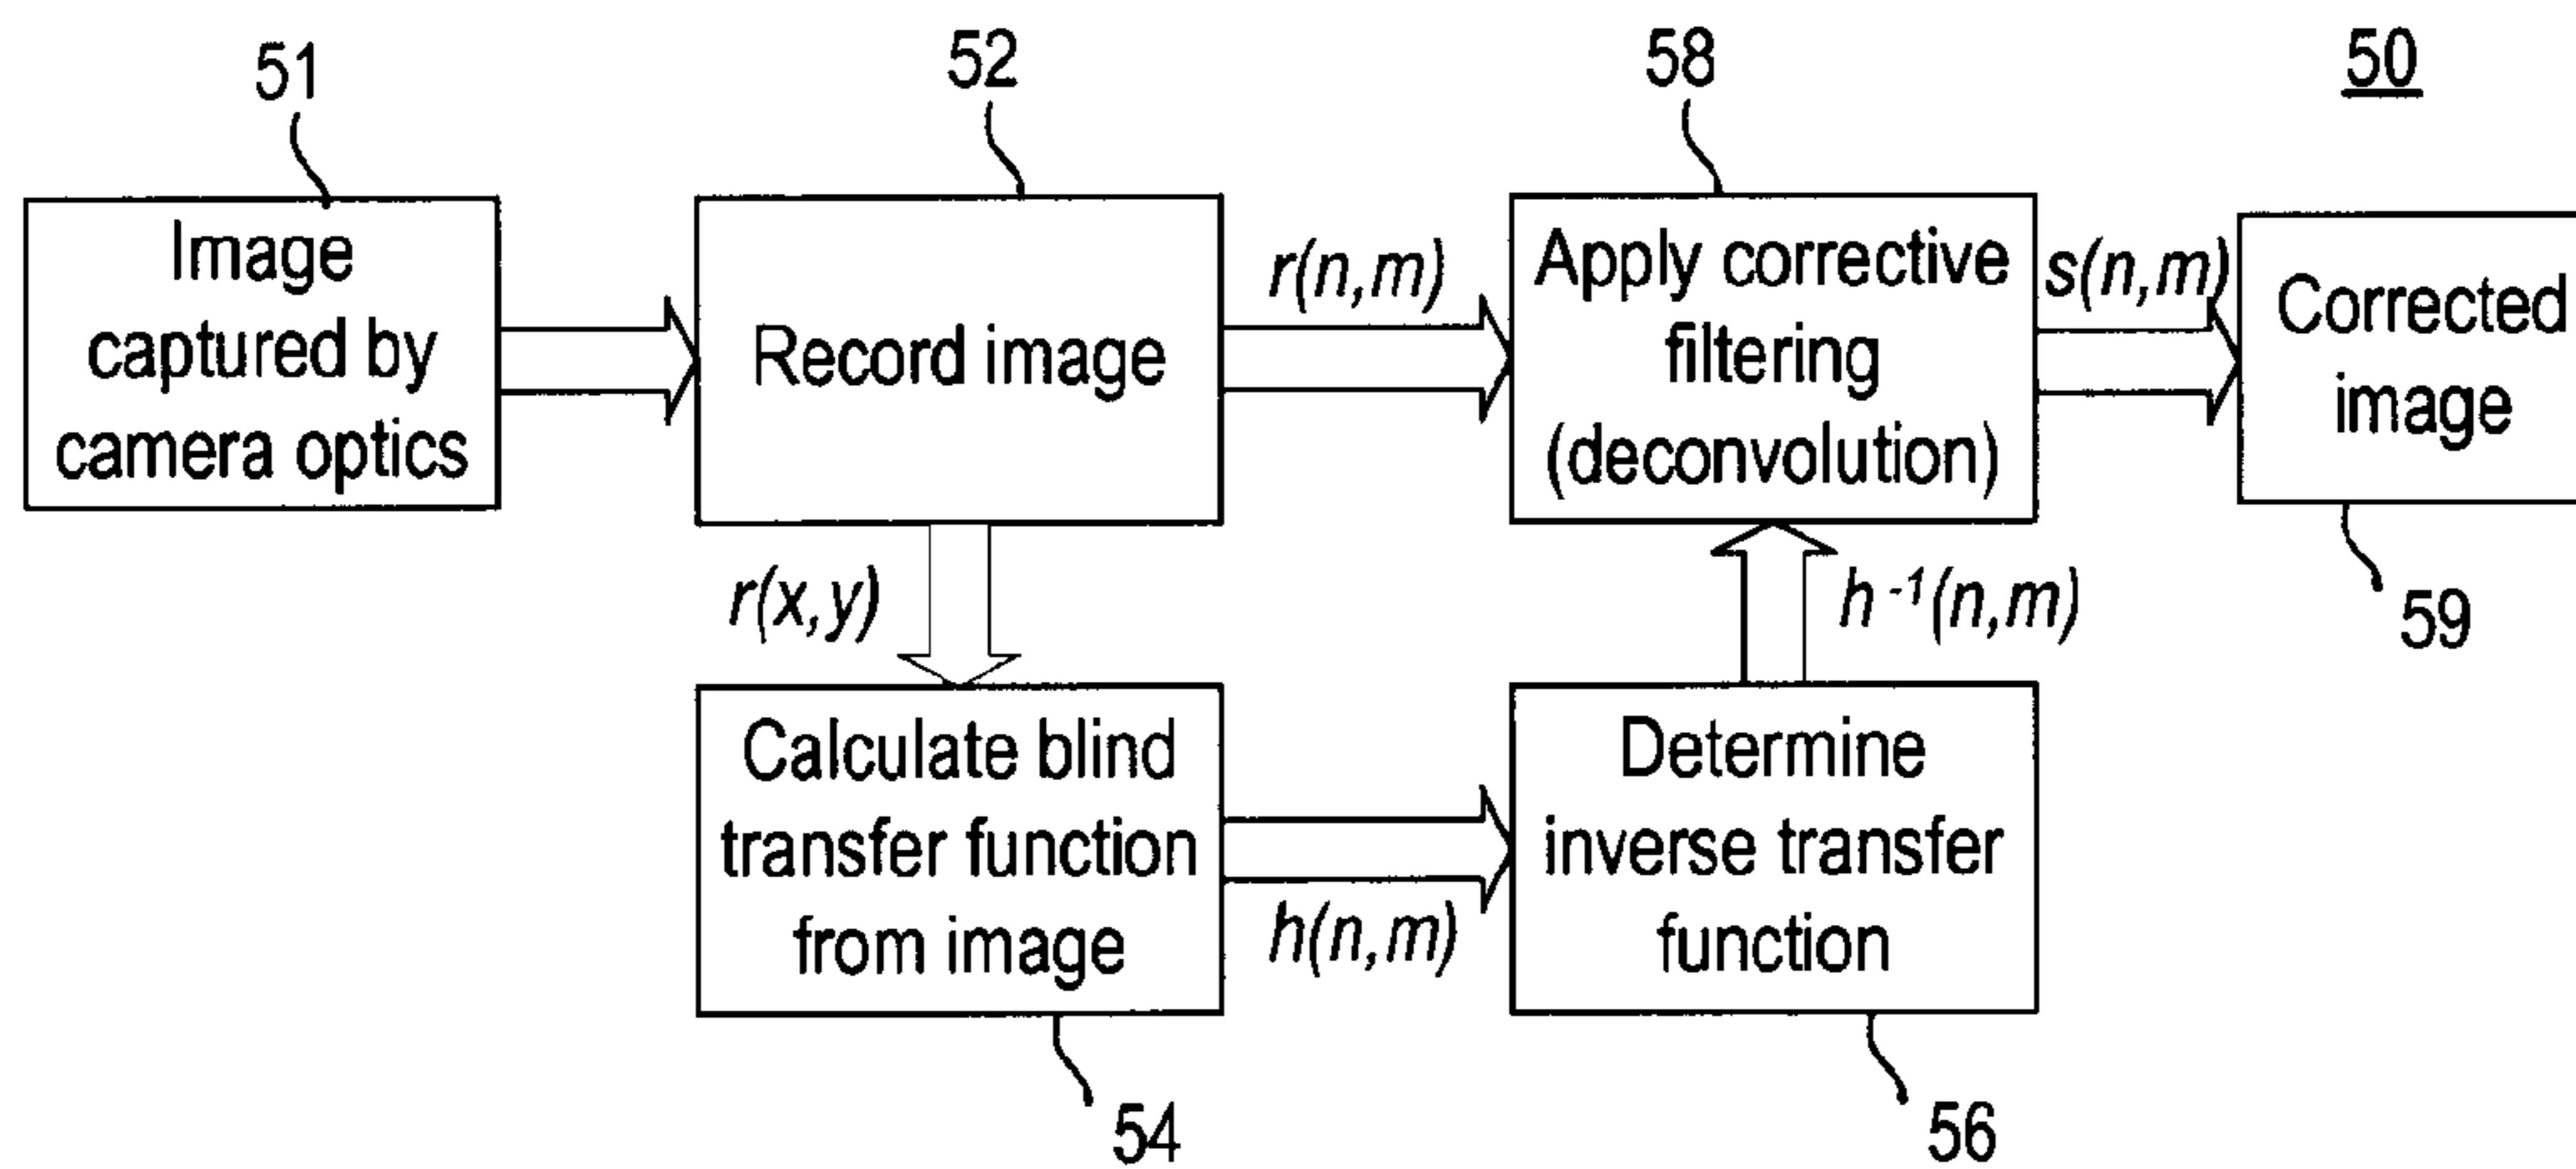 51
52
58
50
Image
captured by
camera optics
Record image
r(n,m)
Apply corrective
filtering
(deconvolution)
s(n,m)
Corrected
image
59
r(x,y)
h⁻¹(n,m)
Calculate blind
transfer function
from image
h(n,m)
Determine
inverse transfer
function
54
56